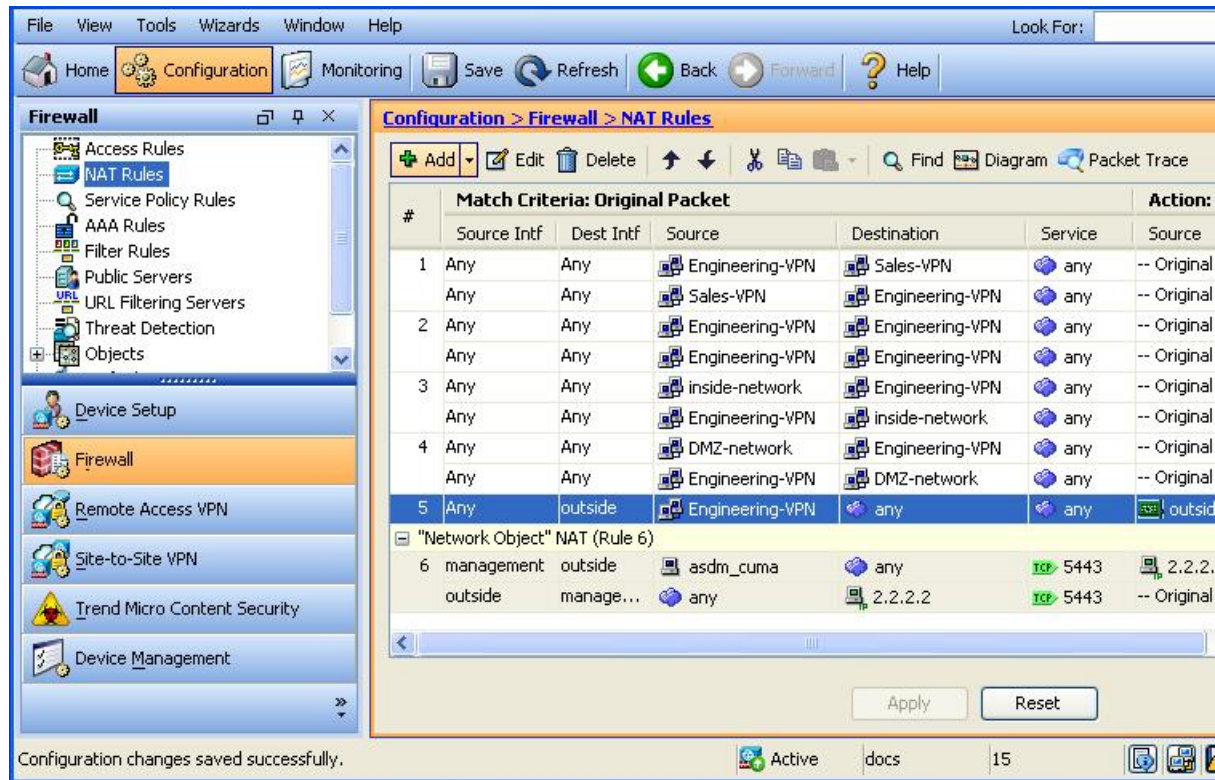 File View Tools Wizards Window Help Look For:
Home Configuration Monitoring Save Refresh Back Forward Help
Firewall
Access Rules
NAT Rules
Service Policy Rules
AAA Rules
Filter Rules
Public Servers
URL Filtering Servers
Threat Detection
Objects
Device Setup
Firewall
Remote Access VPN
Site-to-Site VPN
Trend Micro Content Security
Device Management
Configuration > Firewall > NAT Rules
Add Edit Delete Find Diagram Packet Trace
# Match Criteria: Original Packet Action:
Source Intf Dest Intf Source Destination Service Source
1 Any Any Engineering-VPN Sales-VPN any -- Original
Any Any Sales-VPN Engineering-VPN any -- Original
2 Any Any Engineering-VPN Engineering-VPN any -- Original
Any Any Engineering-VPN Engineering-VPN any -- Original
3 Any Any inside-network Engineering-VPN any -- Original
Any Any Engineering-VPN inside-network any -- Original
4 Any Any DMZ-network Engineering-VPN any -- Original
Any Any Engineering-VPN DMZ-network any -- Original
5 Any outside Engineering-VPN any any outsid
"Network Object" NAT (Rule 6)
6 management outside asdm_cuma any TCP 5443 2.2.2.
outside manage... any 2.2.2.2 TCP 5443 -- Original
Apply Reset
Configuration changes saved successfully. Active docs 15